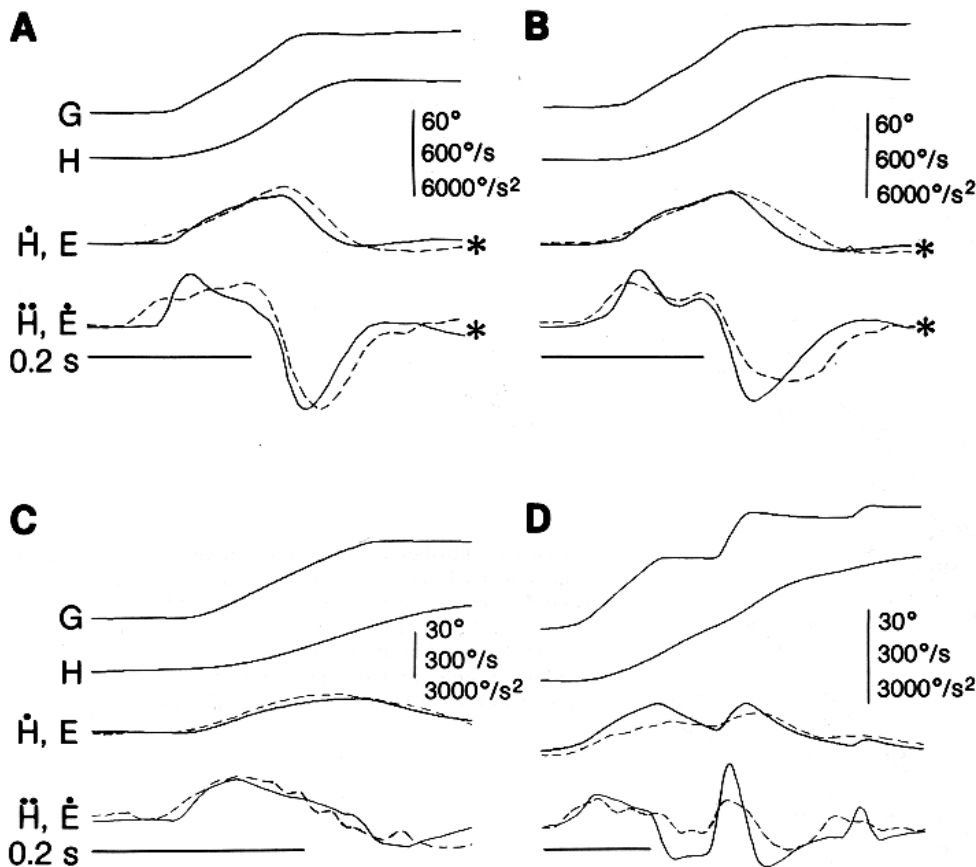 A
G
H
60°
600°/s
6000°/s²
Ḣ, E
*
Ḧ, Ė
*
0.2 s
B
60°
600°/s
6000°/s²
*
*
C
G
H
30°
300°/s
3000°/s²
Ḣ, E
Ḧ, Ė
0.2 s
D
30°
300°/s
3000°/s²